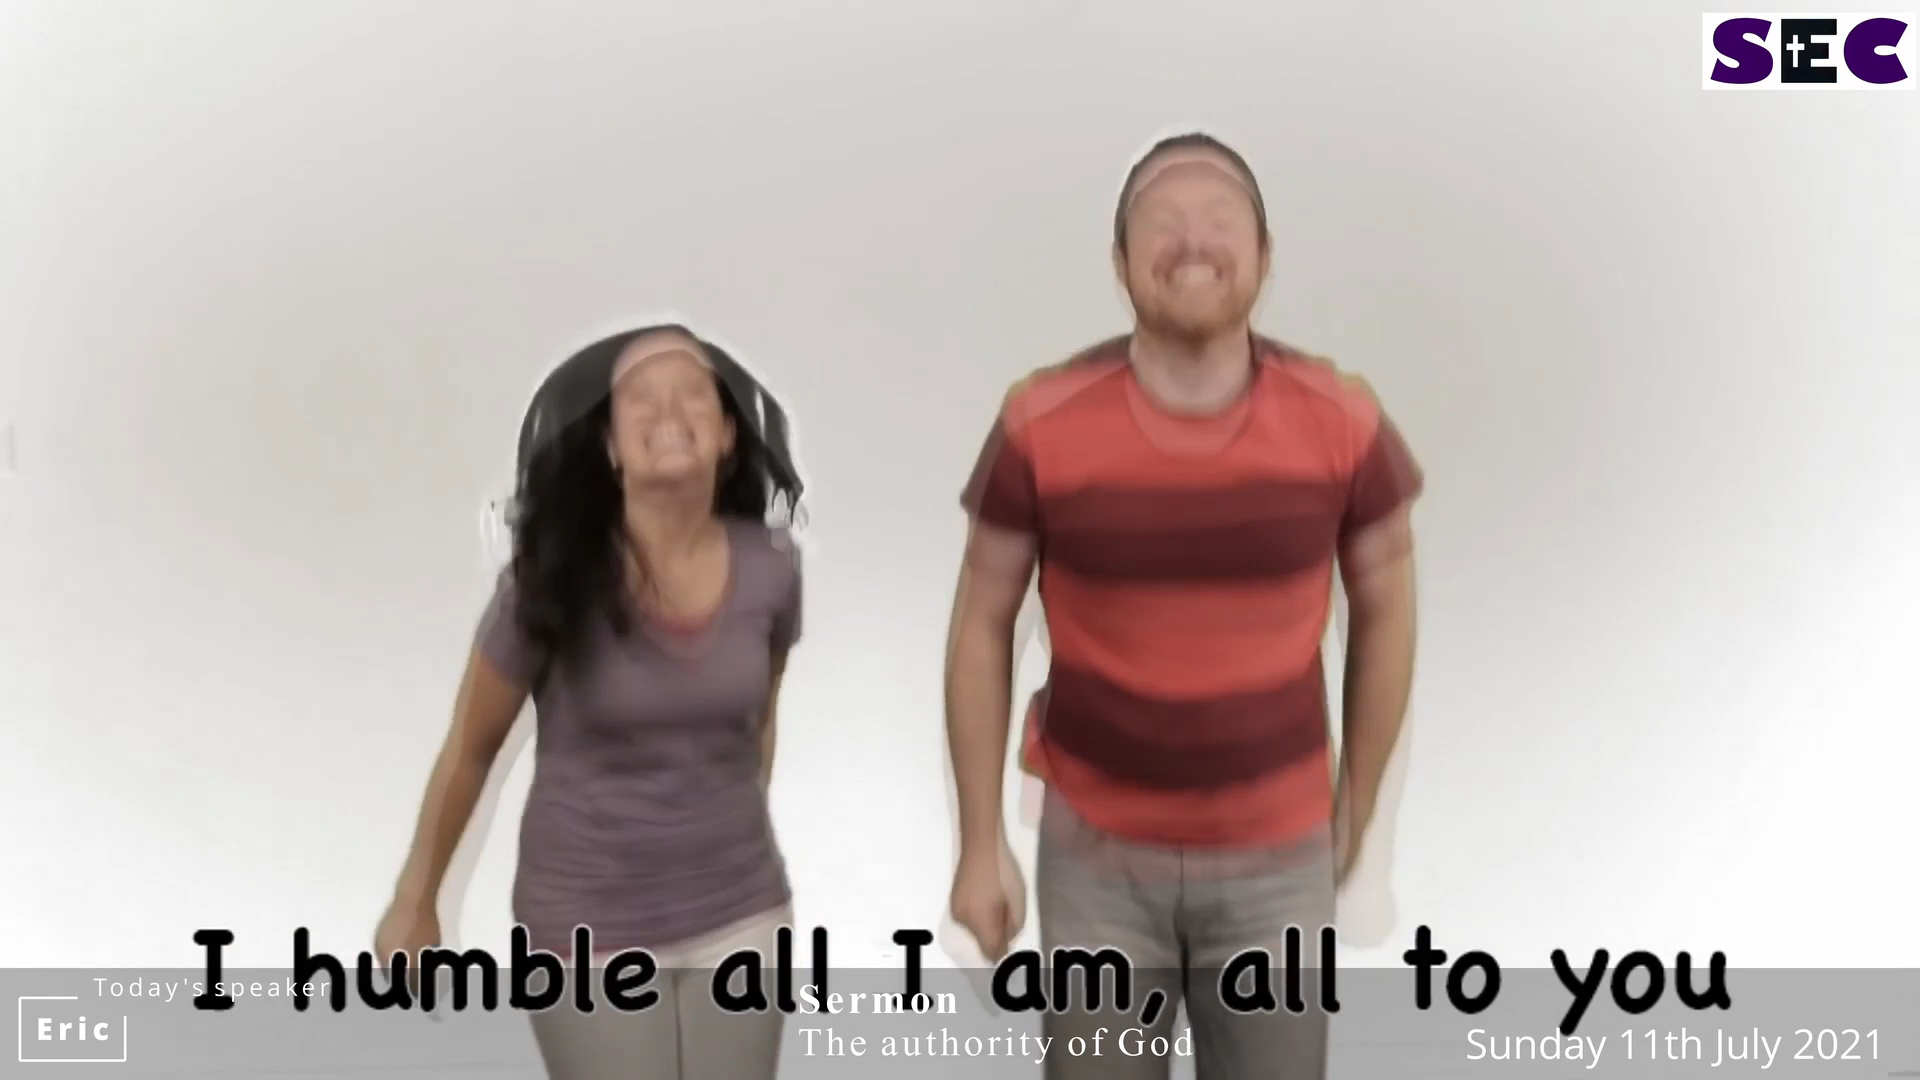 SEC
I humble all I am, all to you
Today's speaker
Eric
Sermon
The authority of God
Sunday 11th July 2021